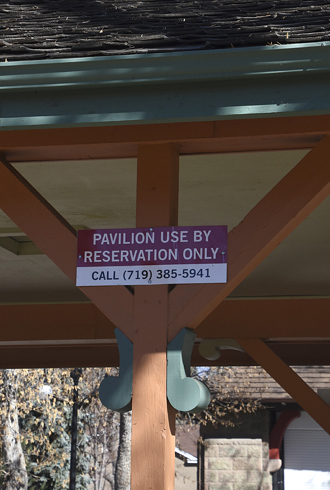 PAVILION USE BY
RESERVATION ONLY
CALL (719) 385-5941